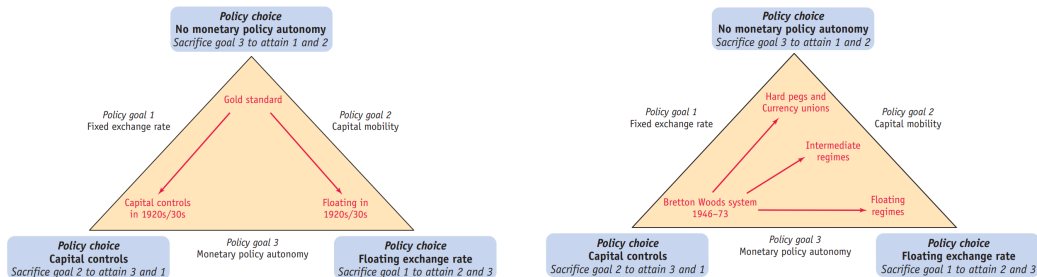 Policy choice
No monetary policy autonomy
Sacrifice goal 3 to attain 1 and 2
Gold standard
Policy goal 1
Fixed exchange rate
Policy goal 2
Capital mobility
Capital controls
in 1920s/30s
Floating in
1920s/30s
Policy choice
Capital controls
Sacrifice goal 2 to attain 3 and 1
Policy goal 3
Monetary policy autonomy
Policy choice
Floating exchange rate
Sacrifice goal 1 to attain 2 and 3
Policy choice
No monetary policy autonomy
Sacrifice goal 3 to attain 1 and 2
Hard pegs and
Currency unions
Policy goal 1
Fixed exchange rate
Policy goal 2
Capital mobility
Intermediate
regimes
Bretton Woods system
1946–73
Floating
regimes
Policy choice
Capital controls
Sacrifice goal 2 to attain 3 and 1
Policy goal 3
Monetary policy autonomy
Policy choice
Floating exchange rate
Sacrifice goal 1 to attain 2 and 3